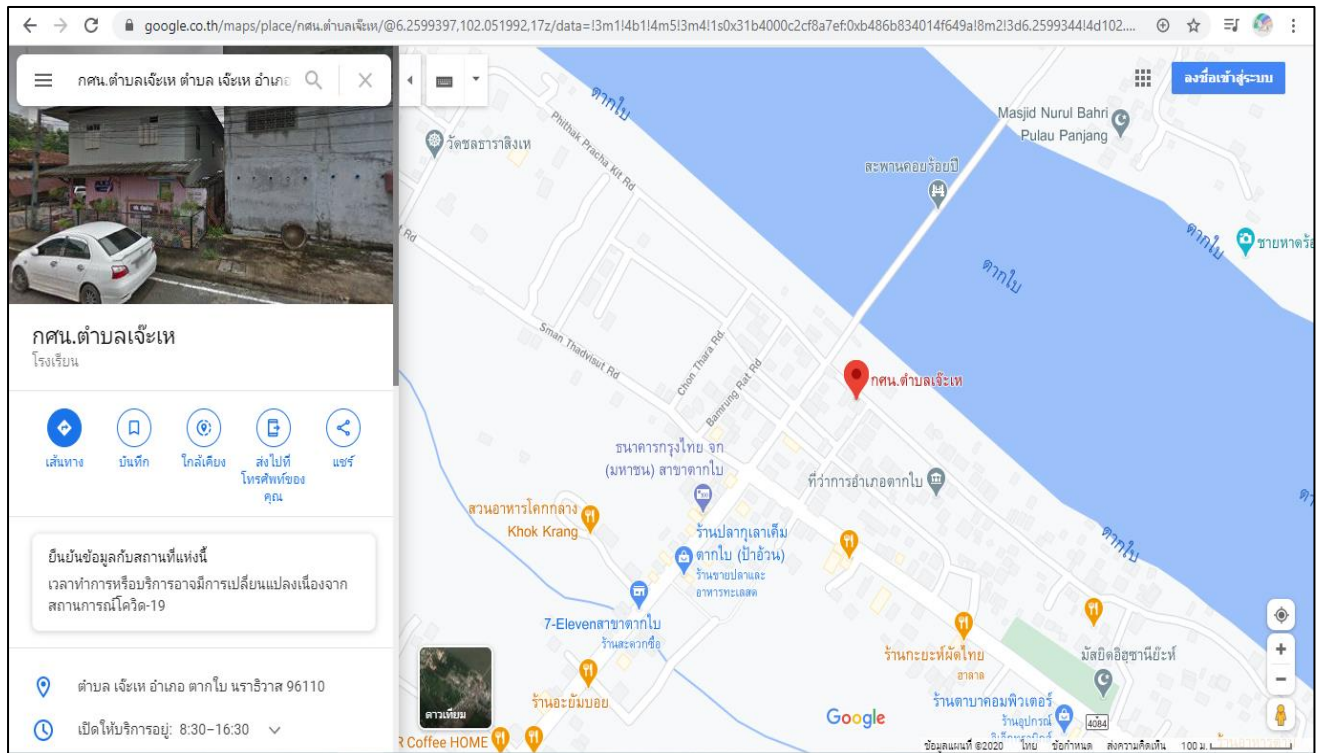 google.co.th/maps/place/กศน.ตำบลเจ๊ะเห/@6.2599397,102.051992,17z/data=!3m1!4b1!4m5!3m4!1s0x31b4000c2cf8a7ef:0xb486b834014f649a!8m2!3d6.2599344!4d102....
กศน.ตำบลเจ๊ะเห ตำบล เจ๊ะเห อำเภอ
ลงชื่อเข้าสู่ระบบ
กศน.ตำบลเจ๊ะเห
โรงเรียน
เส้นทาง
บันทึก
ใกล้เคียง
ส่งไปที่
โทรศัพท์ของ
คุณ
แชร์
ยืนยันข้อมูลกับสถานที่แห่งนี้
เวลาทำการหรือบริการอาจมีการเปลี่ยนแปลงเนื่องจาก
สถานการณ์โควิด-19
ตำบล เจ๊ะเห อำเภอ ตากใบ นราธิวาส 96110
เปิดให้บริการอยู่: 8:30–16:30
ตากใบ
Masjid Nurul Bahri
Pulau Panjang
วัดชลธาราสิงเห
Phithak Pracha Kit Rd
สะพานคอยร้อยปี
Rd
ตากใบ
ตากใบ
Sman Thadvisut Rd
Chon Thara Rd
Bamrung Rat Rd
กศน.ตำบลเจ๊ะเห
ธนาคารกรุงไทย จก
(มหาชน) สาขาตากใบ
ที่ว่าการอำเภอตากใบ
สวนอาหารโคกกลาง
Khok Krang
ร้านปลากุเลาเค็ม
ตากใบ (ป้าอ้วน)
ร้านขายปลาและ
อาหารทะเลสด
ตากใบ
7-Elevenสาขาตากใบ
ร้านสะดวกซื้อ
ร้านกะยะห์ผัดไทย
ฮาลาล
มัสยิดอิฮซานียะห์
ร้านอะยัมบอย
ร้านตาบาคอมพิวเตอร์
ร้านอุปกรณ์
4084
ดาวเทียม
Google
R Coffee HOME
ข้อมูลแผนที่ ©2020 ไทย ข้อกำหนด ส่งความคิดเห็น 100 ม.